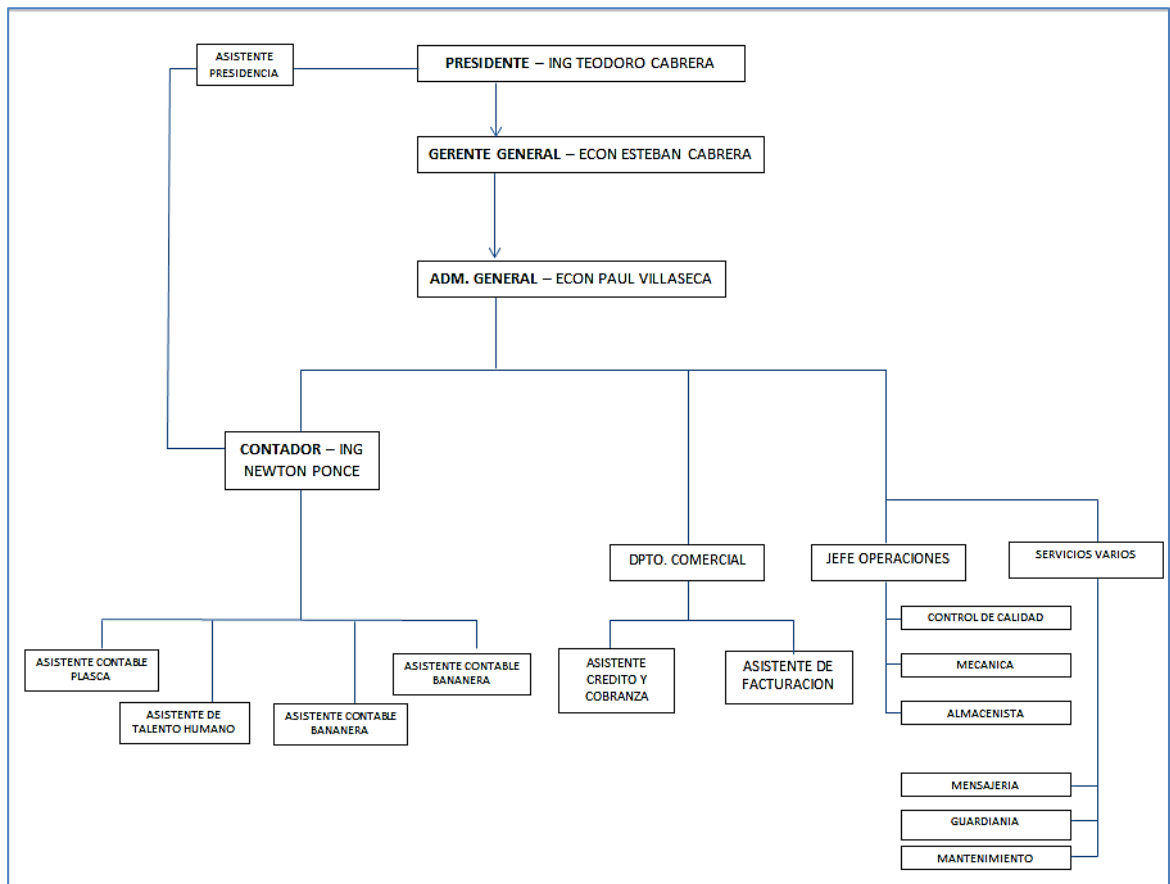 ASISTENTE
PRESIDENCIA
PRESIDENTE – ING TEODORO CABRERA
GERENTE GENERAL – ECON ESTEBAN CABRERA
ADM. GENERAL – ECON PAUL VILLASECA
CONTADOR – ING
NEWTON PONCE
DPTO. COMERCIAL
JEFE OPERACIONES
SERVICIOS VARIOS
ASISTENTE CONTABLE
PLASCA
ASISTENTE DE
TALENTO HUMANO
ASISTENTE CONTABLE
BANANERA
ASISTENTE CONTABLE
BANANERA
ASISTENTE
CREDITO Y
COBRANZA
ASISTENTE DE
FACTURACION
CONTROL DE CALIDAD
MECANICA
ALMACENISTA
MENSAJERIA
GUARDIANIA
MANTENIMIENTO